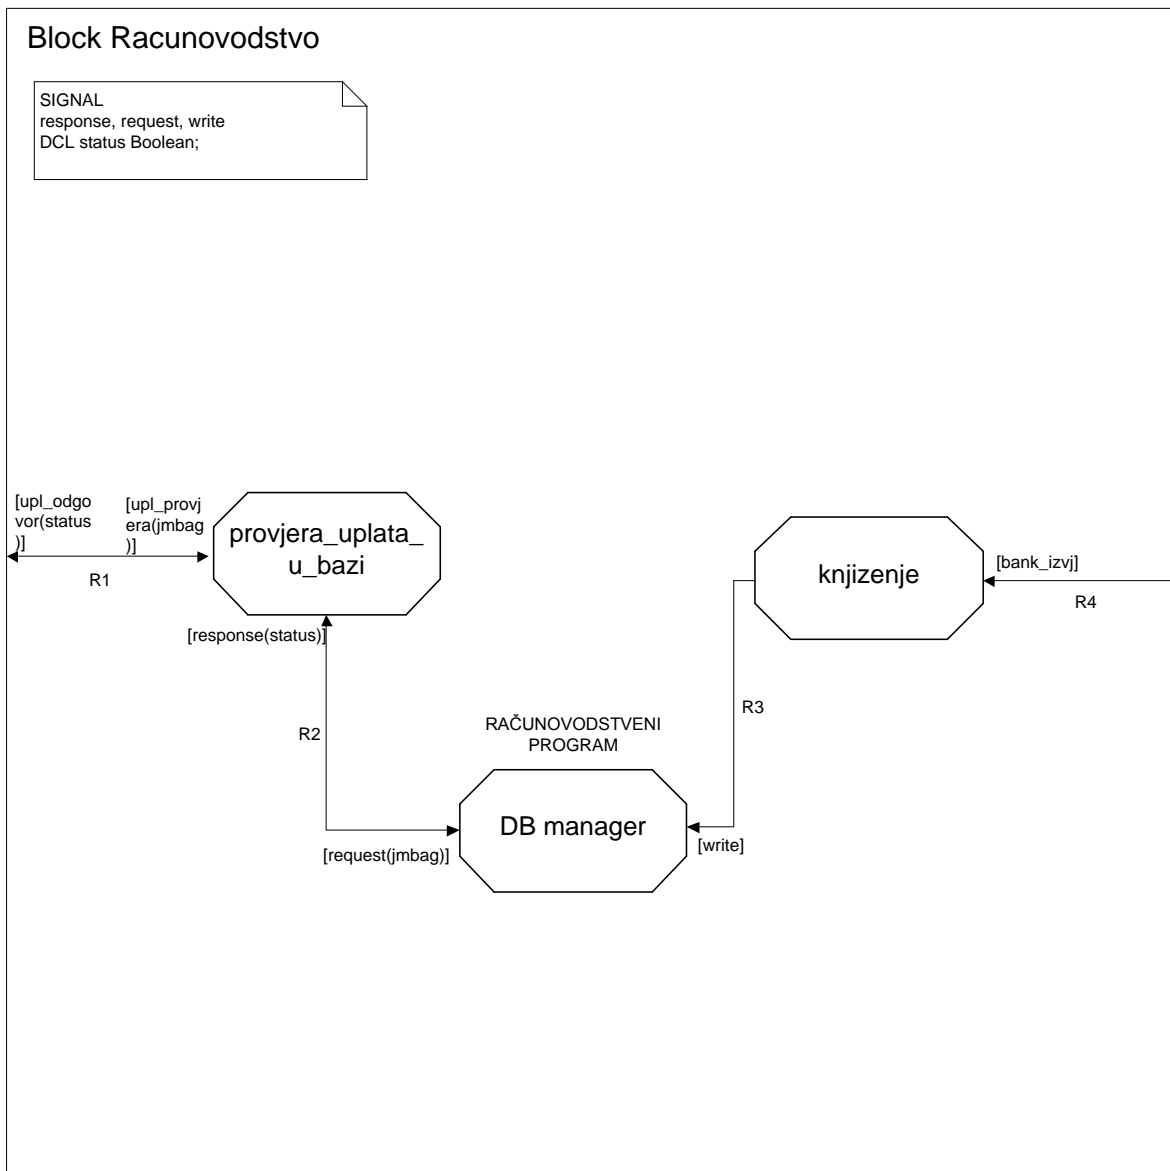 Block Racunovodstvo
SIGNAL
response, request, write
DCL status Boolean;
[upl_odgo
vor(status
)]
[upl_provj
era(jmbag
)]
R1
provjera_uplata_
u_bazi
knjizenje
[bank_izvj]
R4
[response(status)]
R2
R3
RAČUNOVODSTVENI
PROGRAM
DB manager
[request(jmbag)]
[write]